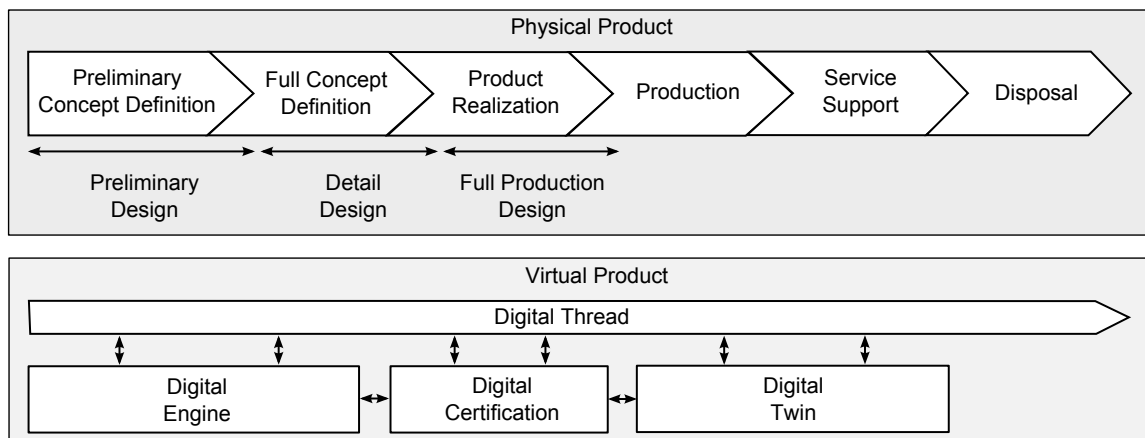 Physical Product
Preliminary
Concept Definition
Full Concept
Definition
Product
Realization
Production
Service
Support
Disposal
Preliminary
Design
Detail
Design
Full Production
Design
Virtual Product
Digital Thread
Digital
Engine
Digital
Certification
Digital
Twin